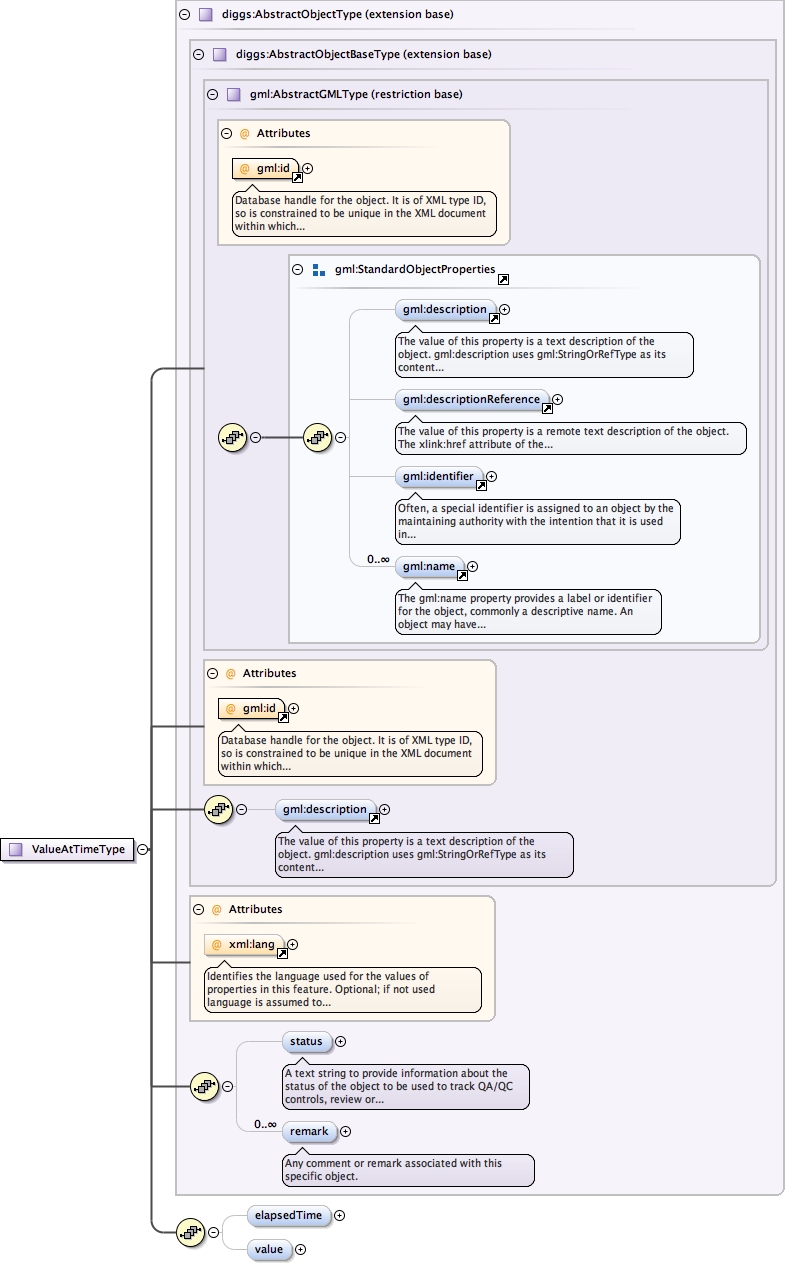 diggs:AbstractObjectType (extension base)
diggs:AbstractObjectBaseType (extension base)
gml:AbstractGMLType (restriction base)
@ Attributes
@ gml:id
Database handle for the object. It is of XML type ID,
so is constrained to be unique in the XML document
within which...
gml:StandardObjectProperties
gml:description
The value of this property is a text description of the
object. gml:description uses gml:StringOrRefType as its
content...
gml:descriptionReference
The value of this property is a remote text description of the object.
The xlink:href attribute of the...
gml:identifier
Often, a special identifier is assigned to an object by the
maintaining authority with the intention that it is used
in...
0..∞
gml:name
The gml:name property provides a label or identifier
for the object, commonly a descriptive name. An
object may have...
@ Attributes
@ gml:id
Database handle for the object. It is of XML type ID,
so is constrained to be unique in the XML document
within which...
gml:description
The value of this property is a text description of the
object. gml:description uses gml:StringOrRefType as its
content...
ValueAtTimeType
@ Attributes
@ xml:lang
Identifies the language used for the values of
properties in this feature. Optional; if not used
language is assumed to...
status
A text string to provide information about the
status of the object to be used to track QA/QC
controls, review or...
0..∞
remark
Any comment or remark associated with this
specific object.
elapsedTime
value